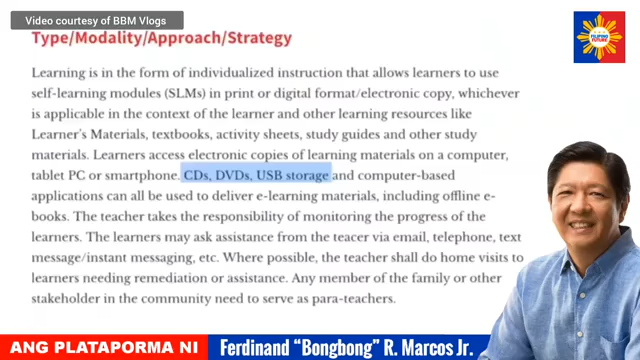 Video courtesy of BBM Vlogs
Type/Modality/Approach/Strategy
Learning is in the form of individualized instruction that allows learners to use
self-learning modules (SLMs) in print or digital format/electronic copy, whichever
is applicable in the context of the learner and other learning resources like
Learner's Materials, textbooks, activity sheets, study guides and other study
materials. Learners access electronic copies of learning materials on a computer,
tablet PC or smartphone. CDs, DVDs, USB storage and computer-based
applications can all be used to deliver e-learning materials, including offline e-
books. The teacher takes the responsibility of monitoring the progress of the
learners. The learners may ask assistance from the teacer via email, telephone, text
message/instant messaging, etc. Where possible, the teacher shall do home visits to
learners needing remediation or assistance. Any member of the family or other
stakeholder in the community need to serve as para-teachers.
FILIPINO
FUTURE
ANG PLATAPORMA NI Ferdinand "Bongbong" R. Marcos Jr.